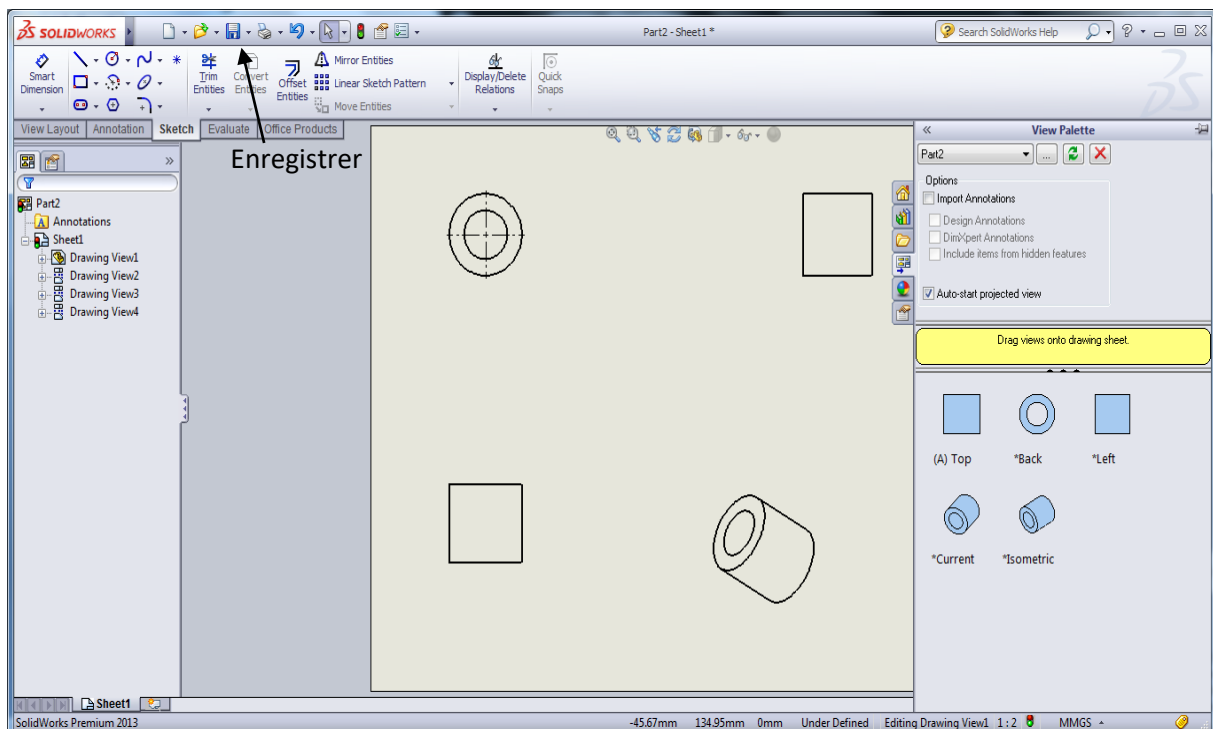 SOLIDWORKS
Part2 - Sheet1 *
Search SolidWorks Help
Smart Dimension
Trim Entities
Convert Entities
Offset Entities
Mirror Entities
Linear Sketch Pattern
Move Entities
Display/Delete Relations
Quick Snaps
View Layout Annotation Sketch Evaluate Office Products
Enregistrer
Part2
Annotations
Sheet1
Drawing View1
Drawing View2
Drawing View3
Drawing View4
View Palette
Part2
...
Options
Import Annotations
Design Annotations
DimXpert Annotations
Include items from hidden features
Auto-start projected view
Drag views onto drawing sheet.
(A) Top *Back *Left
*Current *Isometric
Sheet1
SolidWorks Premium 2013 -45.67mm 134.95mm 0mm Under Defined Editing Drawing View1 1 : 2 MMGS